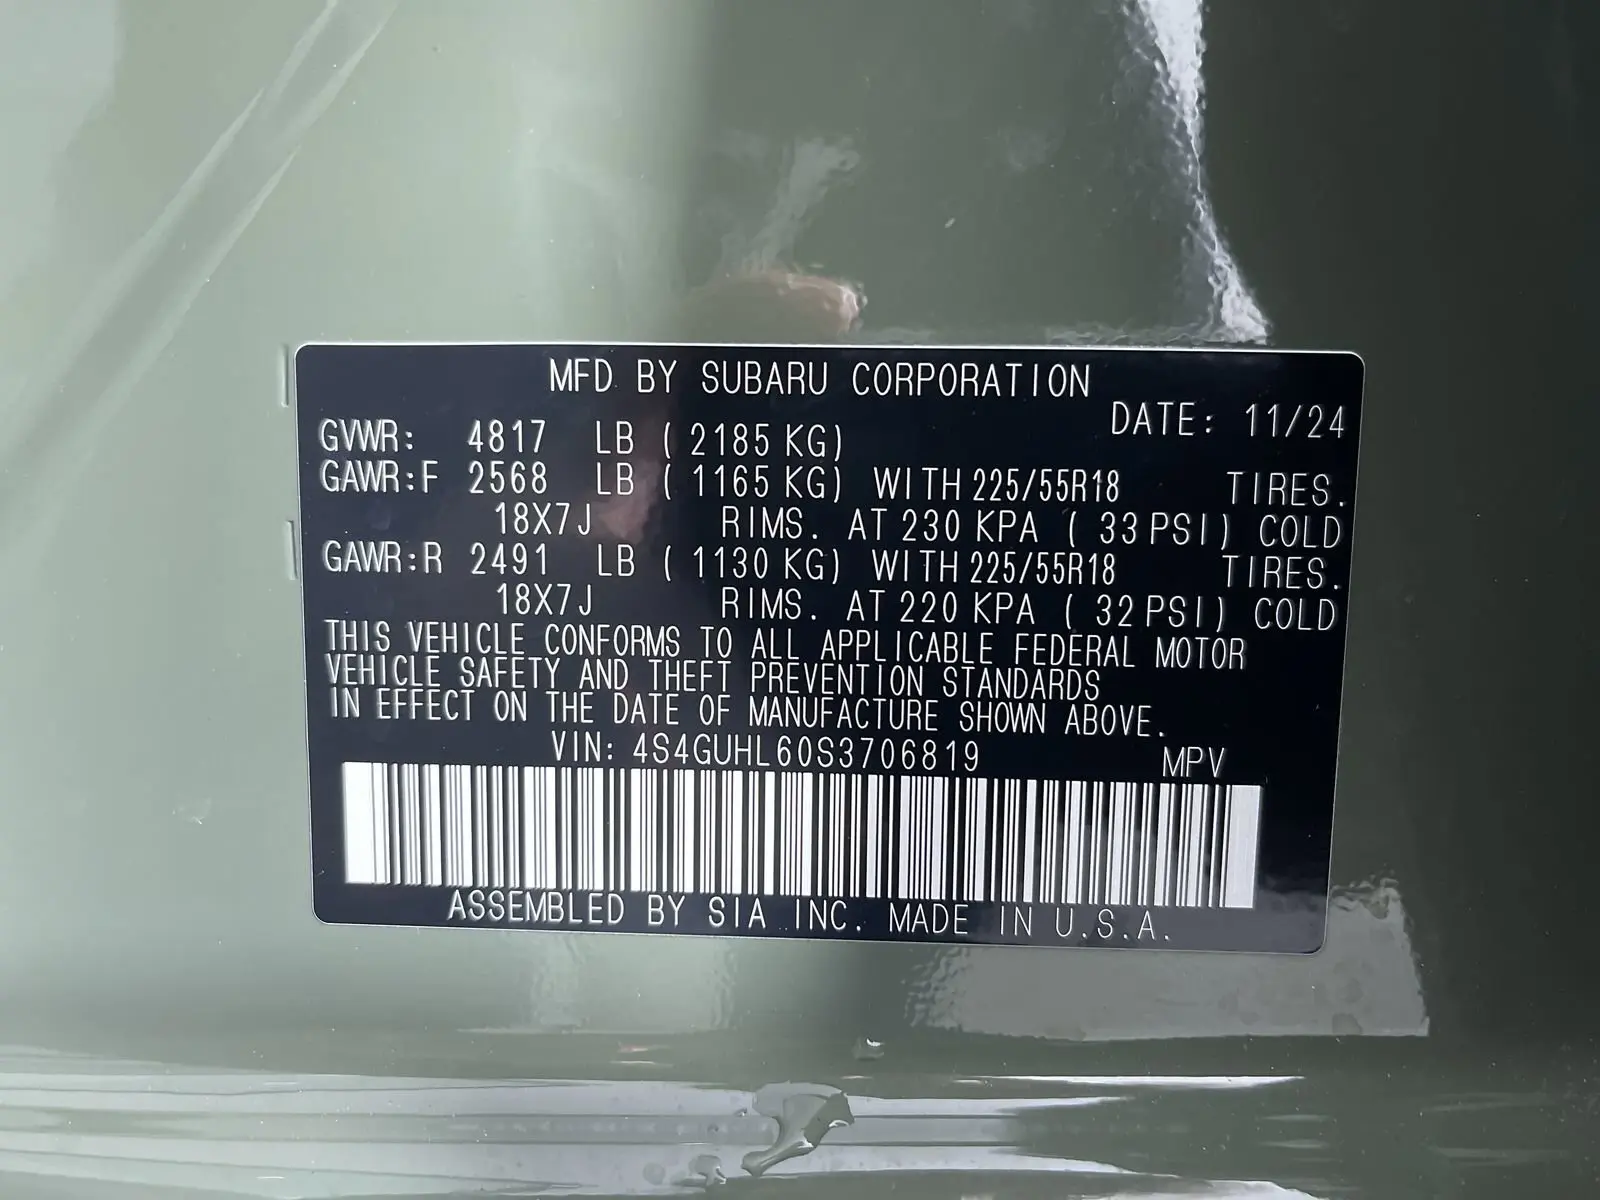 MFD BY SUBARU CORPORATION
DATE: 11/24
GVWR: 4817 LB ( 2185 KG)
GAWR:F 2568 LB ( 1165 KG) WITH 225/55R18 TIRES.
18X7J RIMS. AT 230 KPA ( 33 PSI) COLD
GAWR:R 2491 LB ( 1130 KG) WITH 225/55R18 TIRES.
18X7J RIMS. AT 220 KPA ( 32 PSI) COLD
THIS VEHICLE CONFORMS TO ALL APPLICABLE FEDERAL MOTOR
VEHICLE SAFETY AND THEFT PREVENTION STANDARDS
IN EFFECT ON THE DATE OF MANUFACTURE SHOWN ABOVE.
VIN: 4S4GUHL60S3706819 MPV
ASSEMBLED BY SIA INC. MADE IN U.S.A.